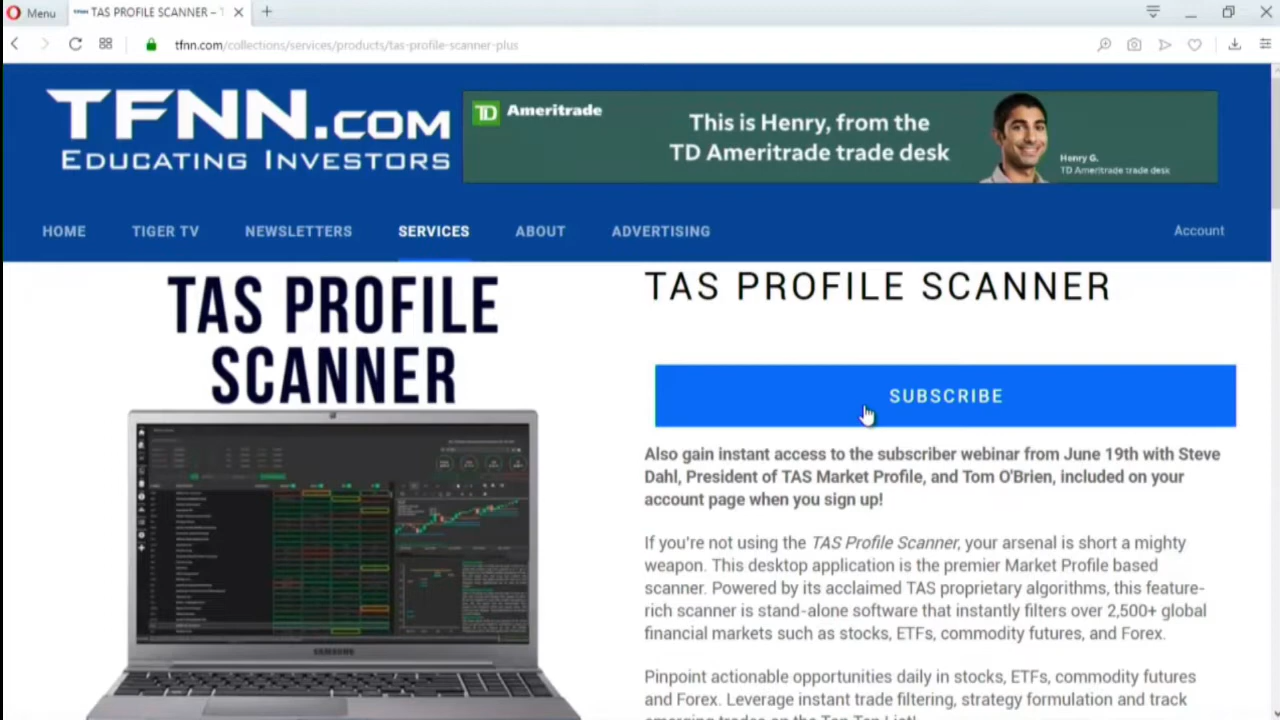 Menu
TAS PROFILE SCANNER –
tfnn.com/collections/services/products/tas-profile-scanner-plus
TFNN.COM
EDUCATING INVESTORS
TD Ameritrade
This is Henry, from the
TD Ameritrade trade desk
Henry G.
TD Ameritrade trade desk
HOME
TIGER TV
NEWSLETTERS
SERVICES
ABOUT
ADVERTISING
Account
TAS PROFILE
SCANNER
SAMSUNG
TAS PROFILE SCANNER
SUBSCRIBE
Also gain instant access to the subscriber webinar from June 19th with Steve
Dahl, President of TAS Market Profile, and Tom O'Brien, included on your
account page when you sign up!
If you're not using the TAS Profile Scanner, your arsenal is short a mighty
weapon. This desktop application is the premier Market Profile based
scanner. Powered by its acclaimed TAS proprietary algorithms, this feature-
rich scanner is stand-alone software that instantly filters over 2,500+ global
financial markets such as stocks, ETFs, commodity futures, and Forex.
Pinpoint actionable opportunities daily in stocks, ETFs, commodity futures
and Forex. Leverage instant trade filtering, strategy formulation and track
emerging trades on the Top Ten List!